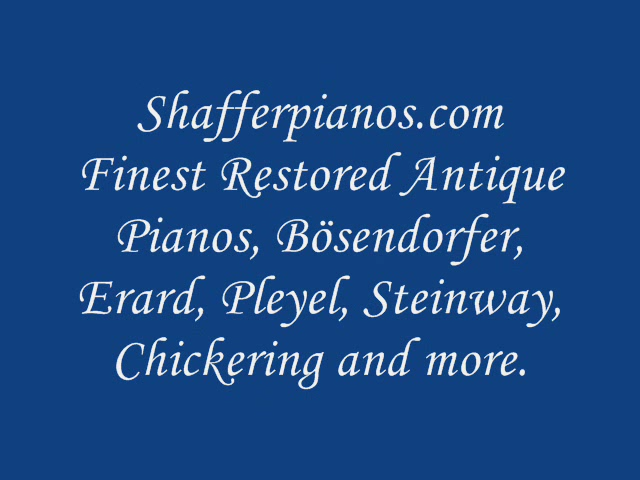 Shafferpianos.com
Finest Restored Antique
Pianos, Bösendorfer,
Erard, Pleyel, Steinway,
Chickering and more.